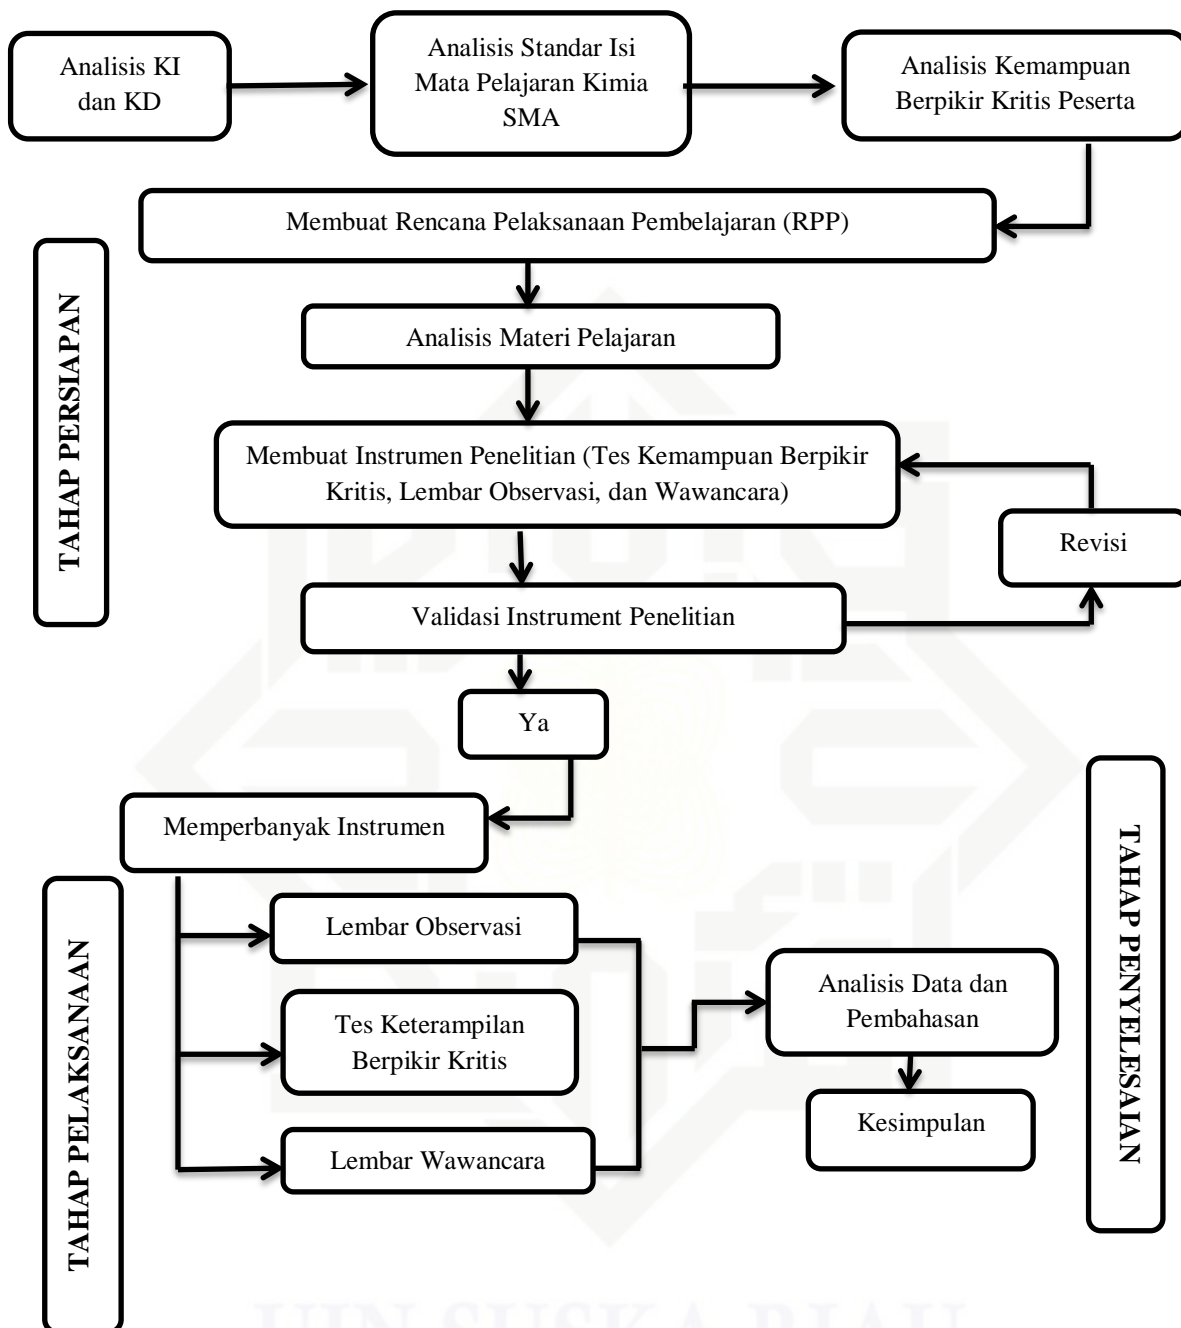 Analisis KI
dan KD
Analisis Standar Isi
Mata Pelajaran Kimia
SMA
Analisis Kemampuan
Berpikir Kritis Peserta
Membuat Rencana Pelaksanaan Pembelajaran (RPP)
TAHAP PERSIAPAN
Analisis Materi Pelajaran
Membuat Instrumen Penelitian (Tes Kemampuan Berpikir
Kritis, Lembar Observasi, dan Wawancara)
Revisi
Validasi Instrument Penelitian
Ya
Memperbanyak Instrumen
TAHAP PELAKSANAAN
Lembar Observasi
Tes Keterampilan
Berpikir Kritis
Lembar Wawancara
Analisis Data dan
Pembahasan
Kesimpulan
TAHAP PENYELESAIAN
UIN SUSKA RIAU